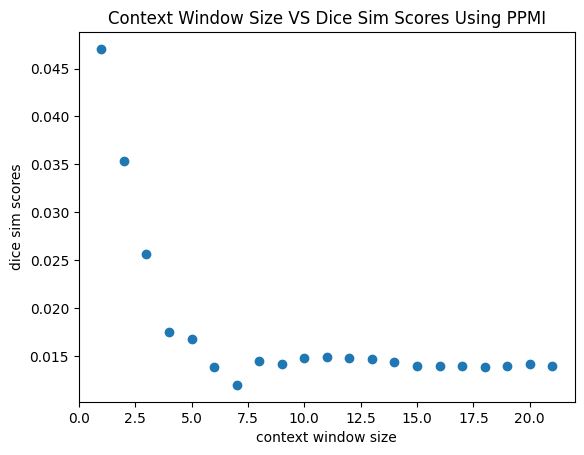 Context Window Size VS Dice Sim Scores Using PPMI
dice sim scores
0.045
0.040
0.035
0.030
0.025
0.020
0.015
0.0 2.5 5.0 7.5 10.0 12.5 15.0 17.5 20.0
context window size